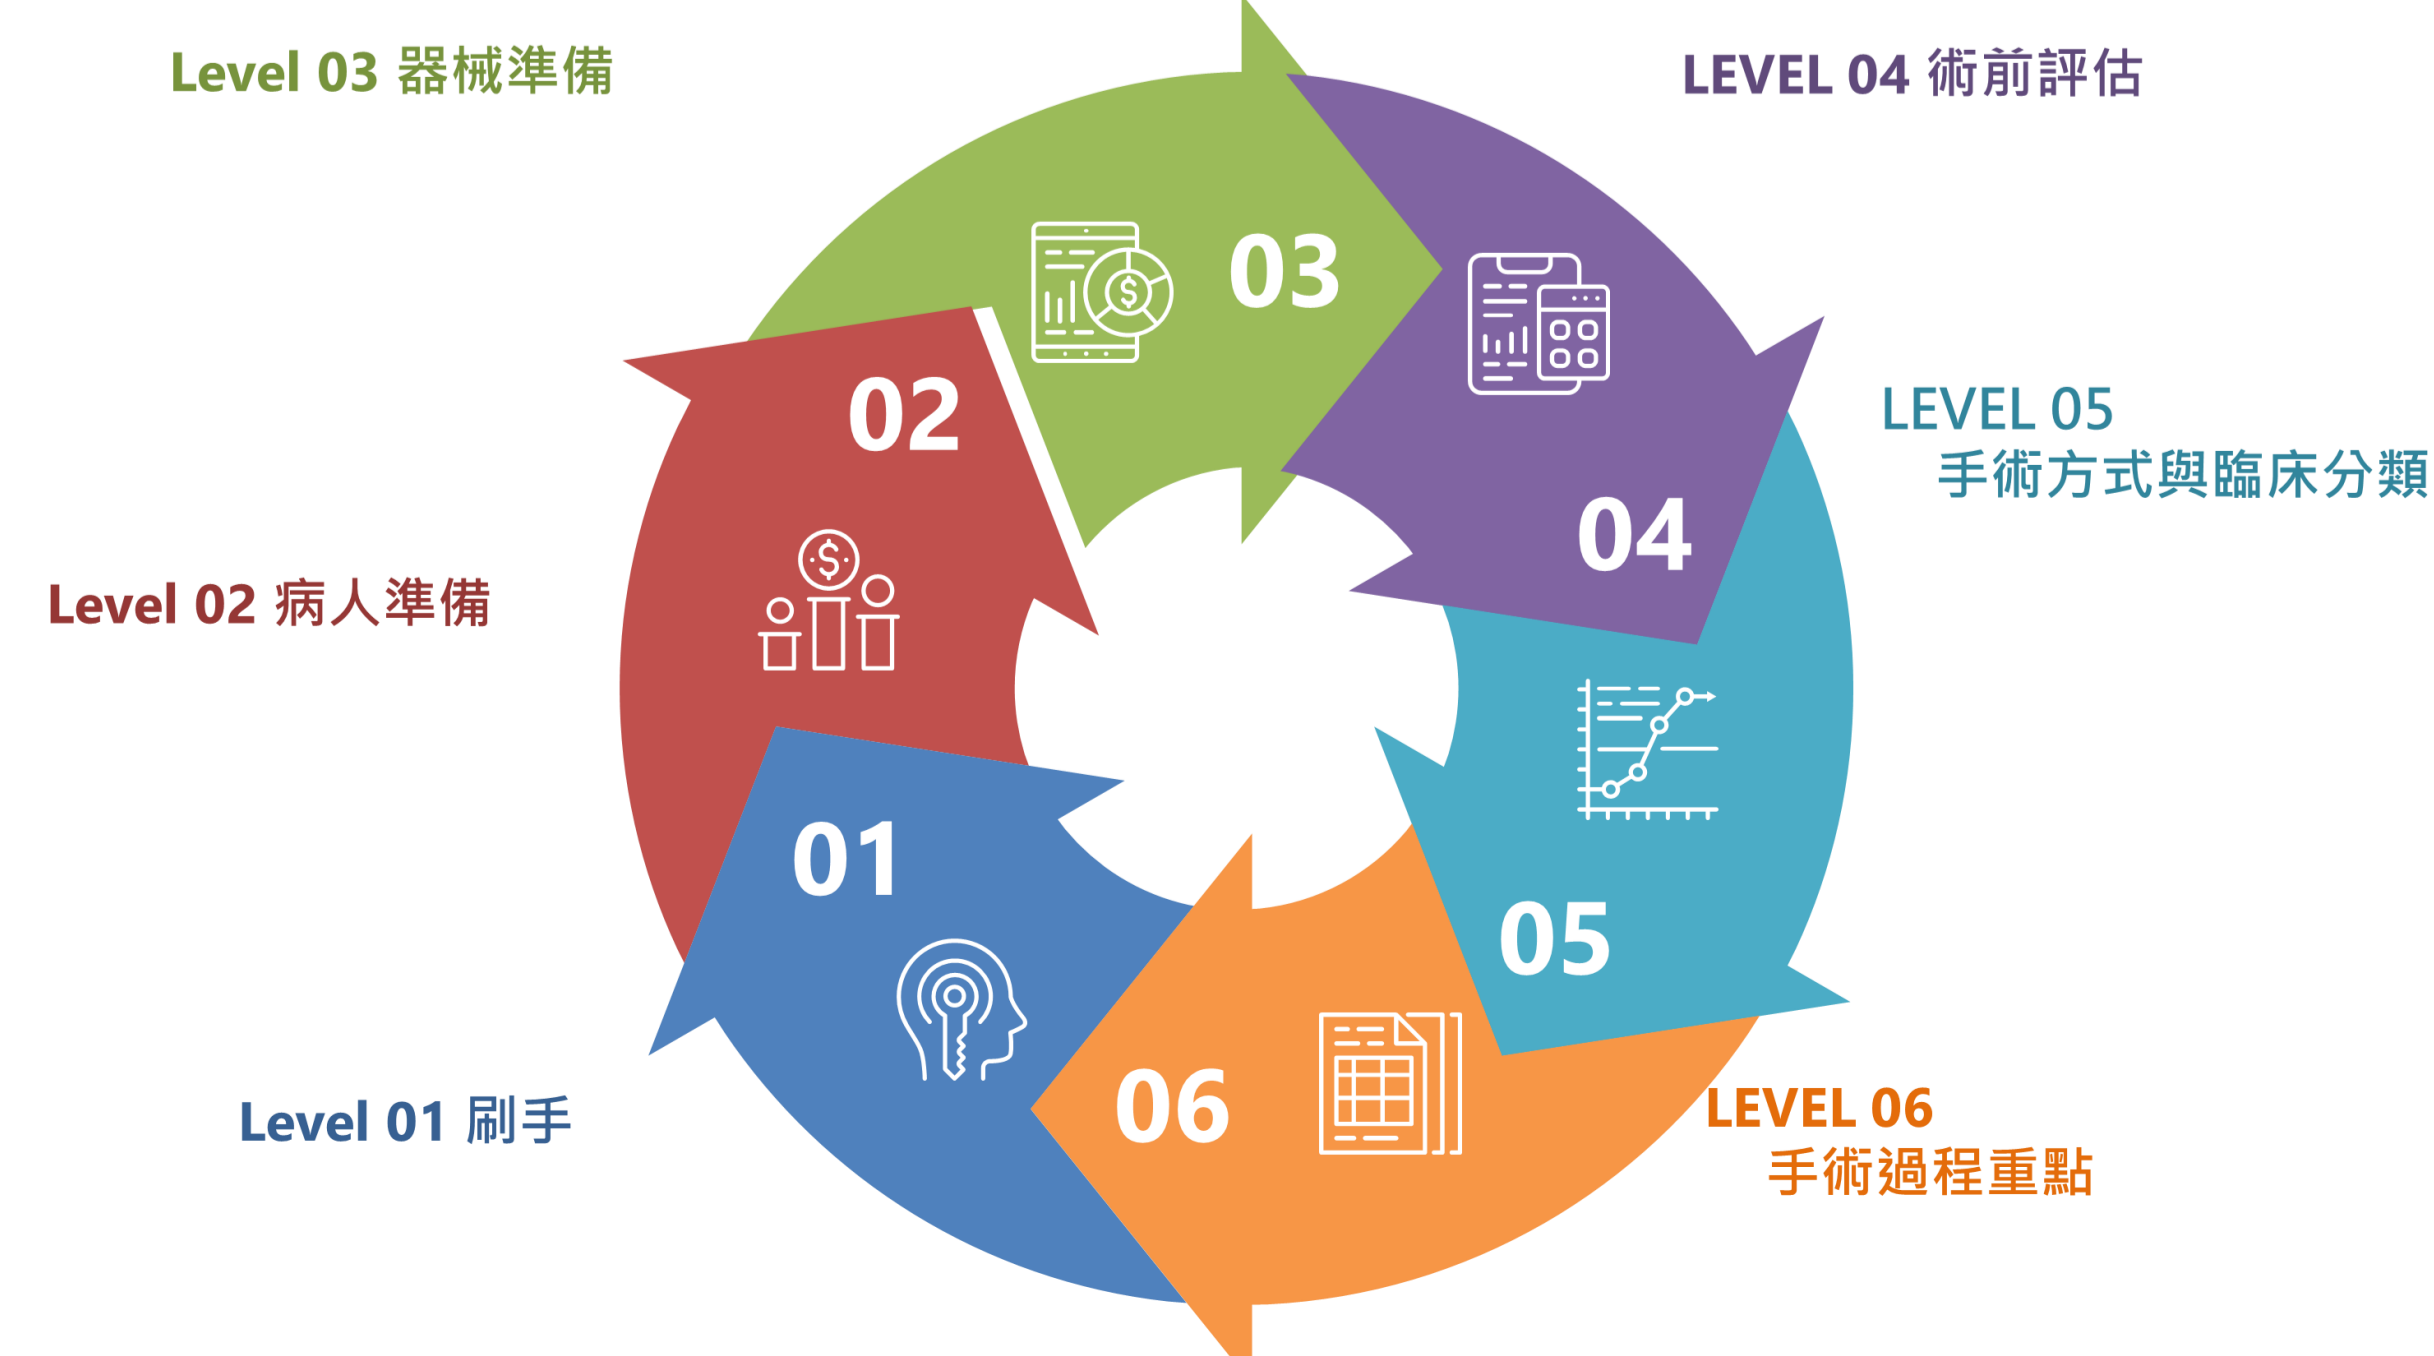 Level 03 器械準備
LEVEL 04 術前評估
03
02
LEVEL 05
手術方式與臨床分類
04
Level 02 病人準備
01
05
Level 01 刷手
06
LEVEL 06
手術過程重點